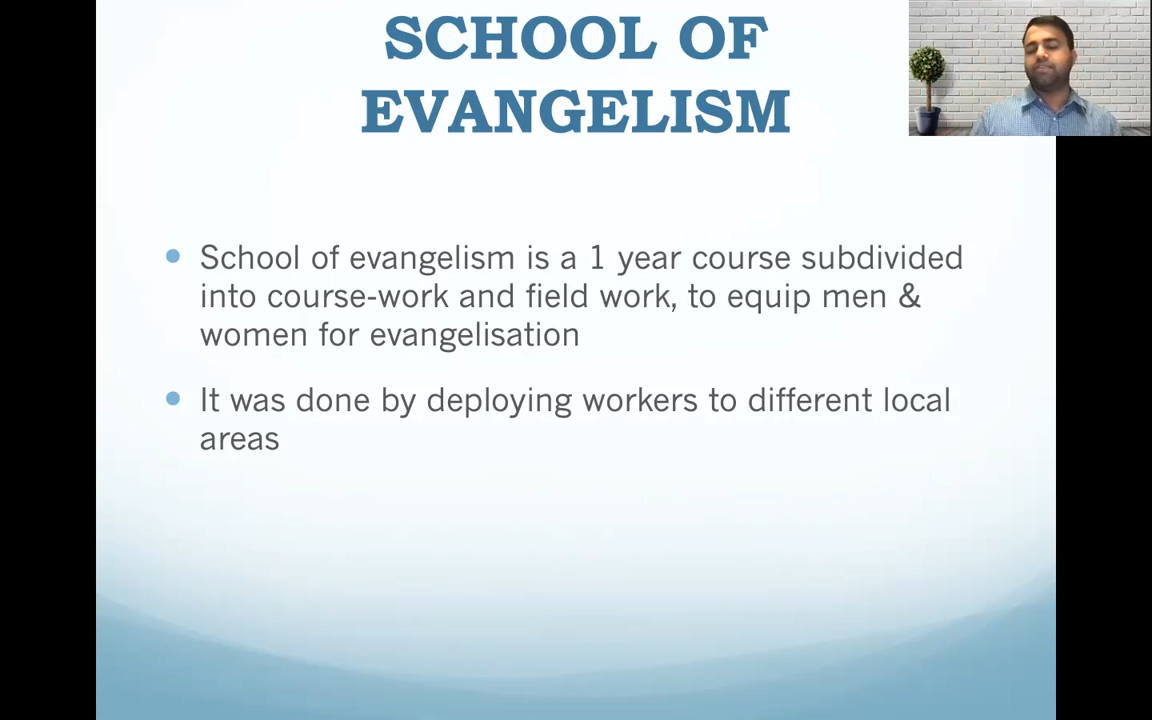 SCHOOL OF
EVANGELISM
School of evangelism is a 1 year course subdivided
into course-work and field work, to equip men &
women for evangelisation
It was done by deploying workers to different local
areas